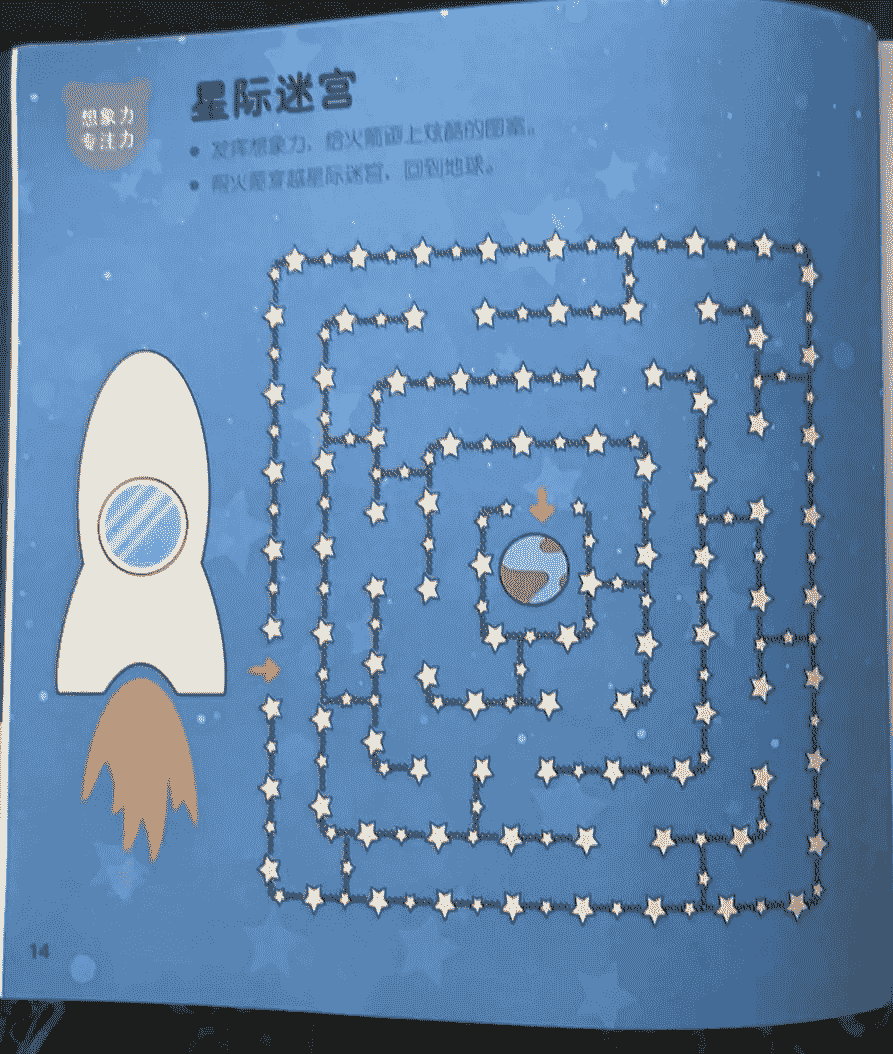 想象力
专注力
星际迷宫
● 发挥想象力，给火箭画上炫酷的图案。
● 帮火箭穿越星际迷宫，回到地球。
14